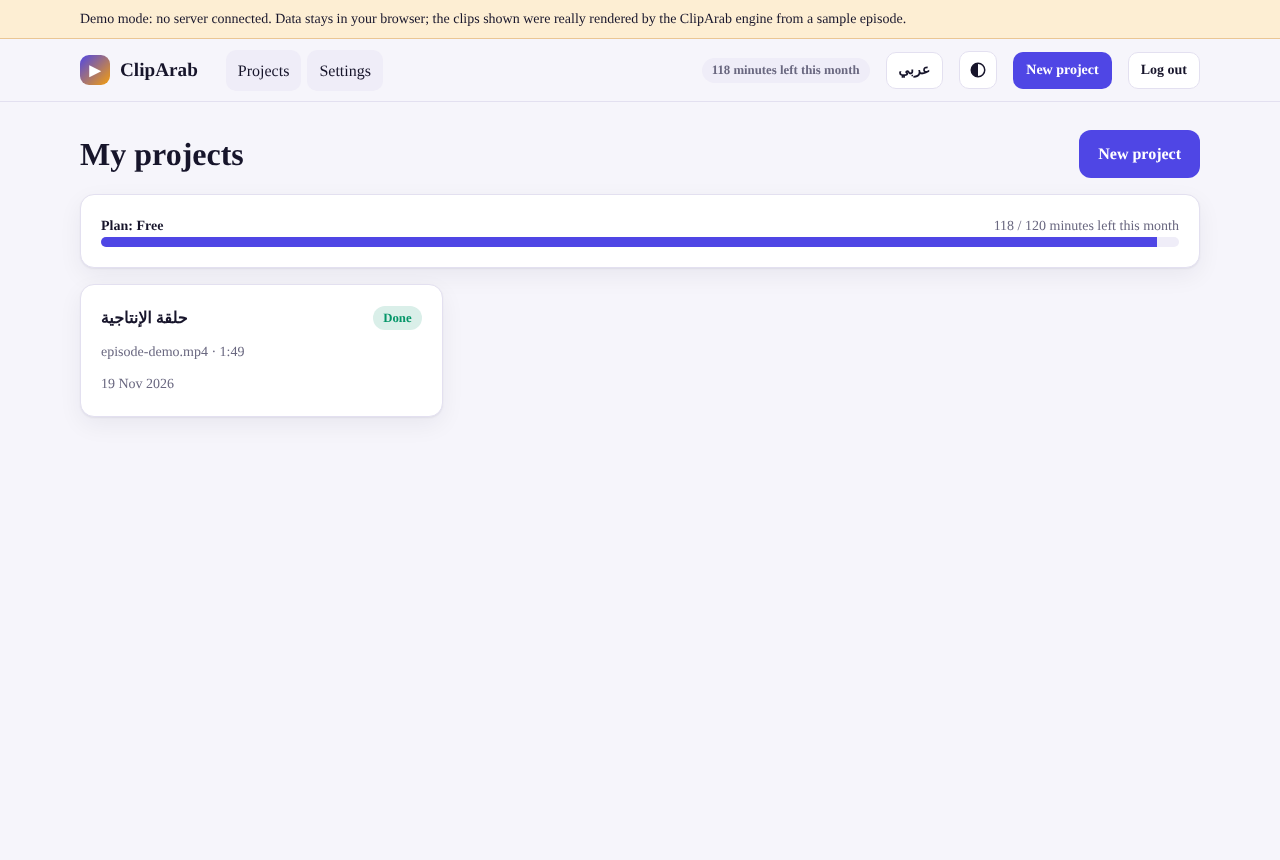 Demo mode: no server connected. Data stays in your browser; the clips shown were really rendered by the ClipArab engine from a sample episode.
ClipArab
Projects
Settings
118 minutes left this month
عربي
New project
Log out
My projects
New project
Plan: Free
118 / 120 minutes left this month
حلقة الإنتاجية
Done
episode-demo.mp4 · 1:49
19 Nov 2026